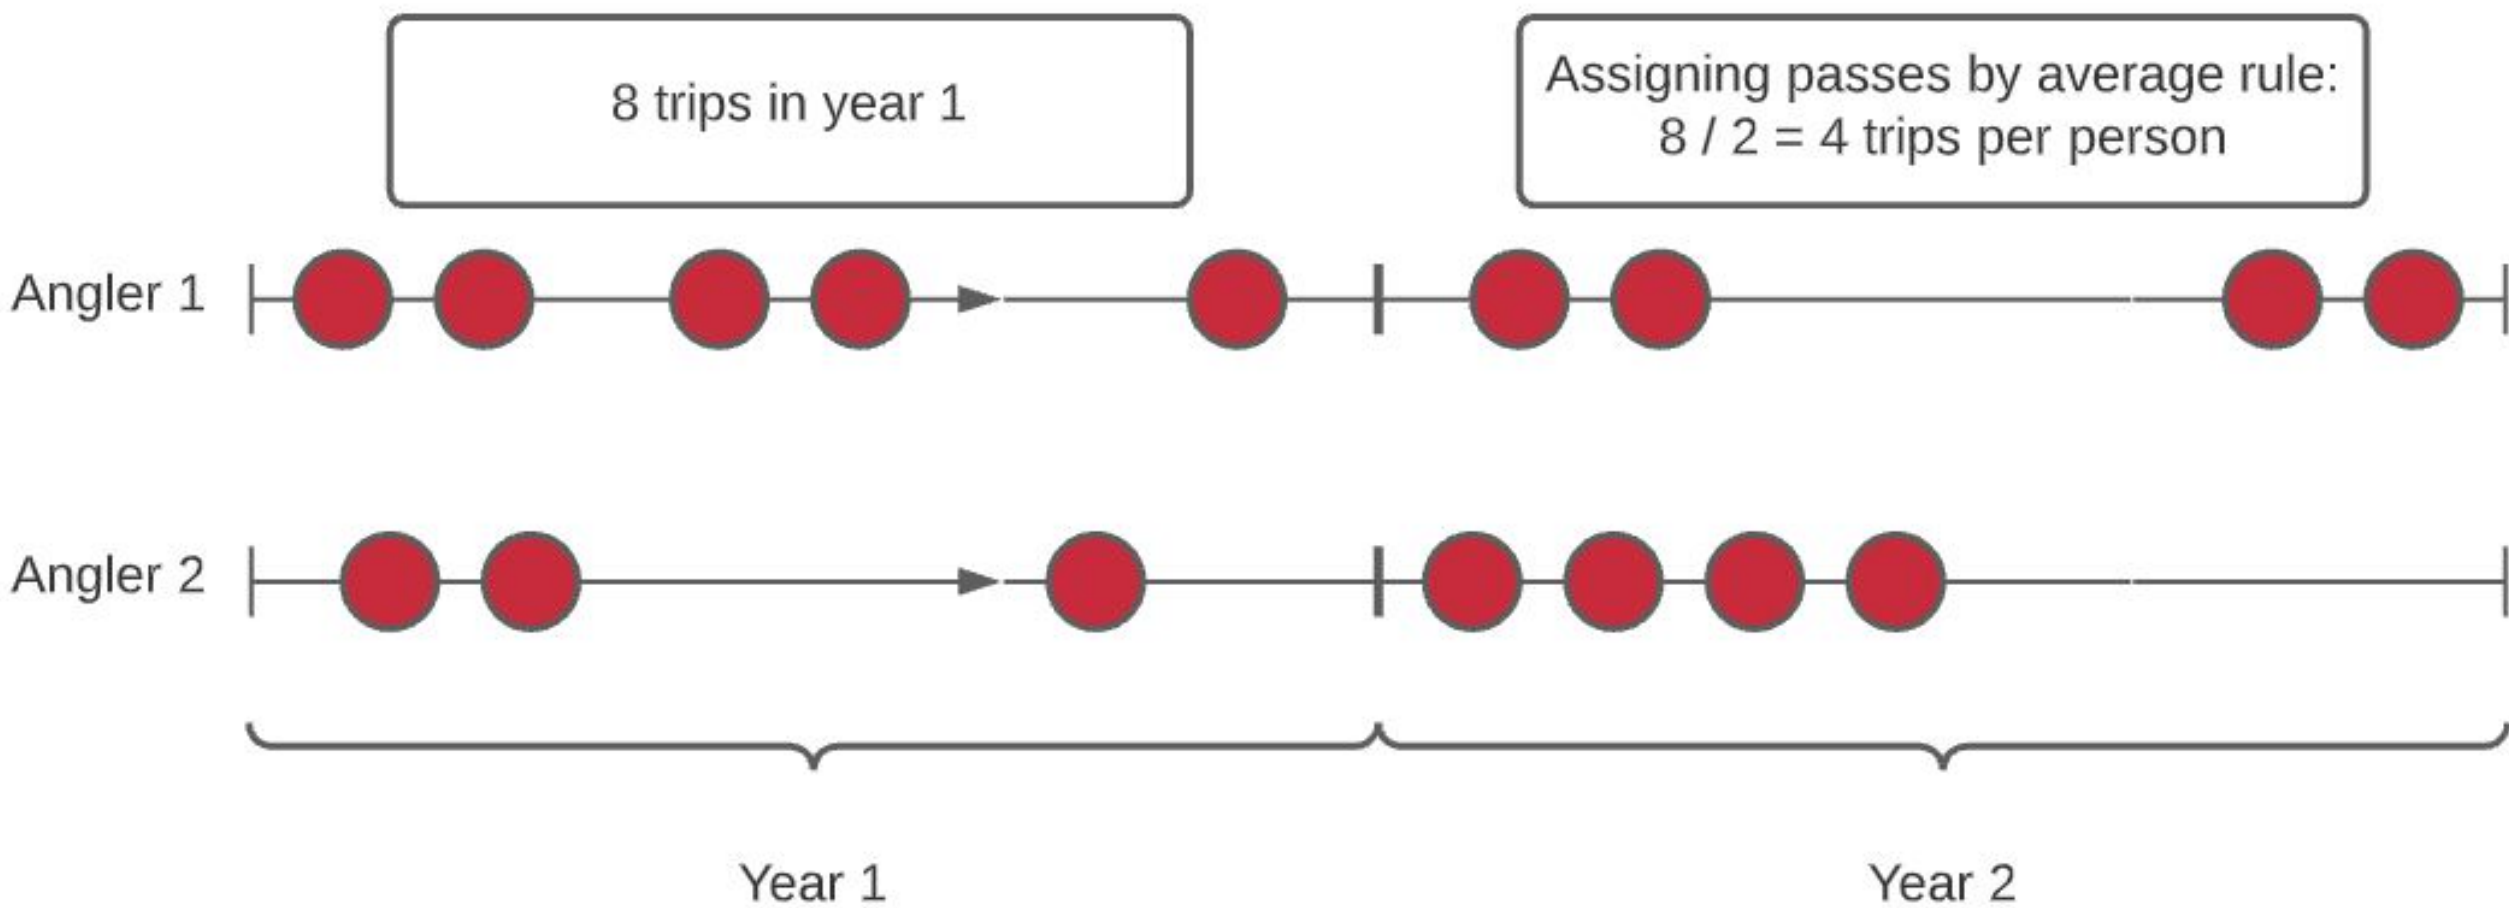 8 trips in year 1
Assigning passes by average rule:
8 / 2 = 4 trips per person
Angler 1
Angler 2
Year 1
Year 2